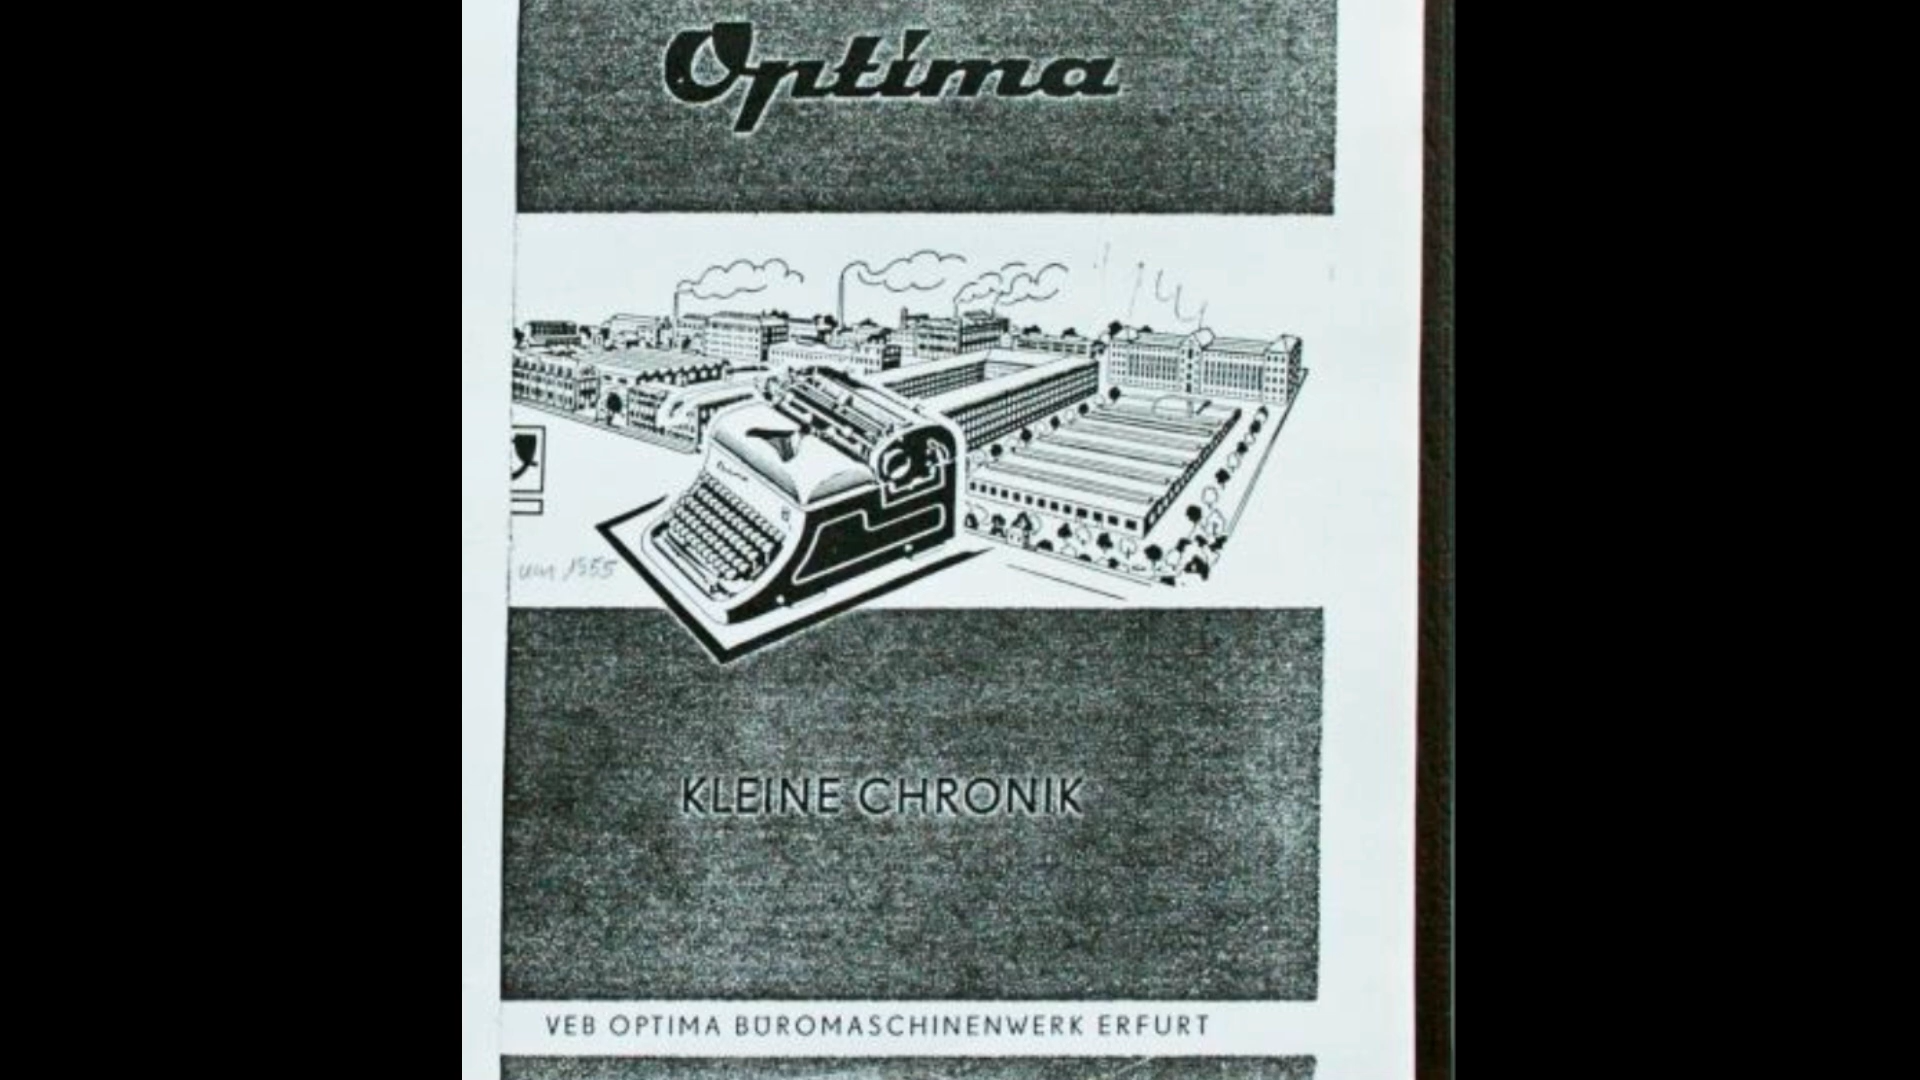 Optima
um 1955
KLEINE CHRONIK
VEB OPTIMA BÜROMASCHINENWERK ERFURT